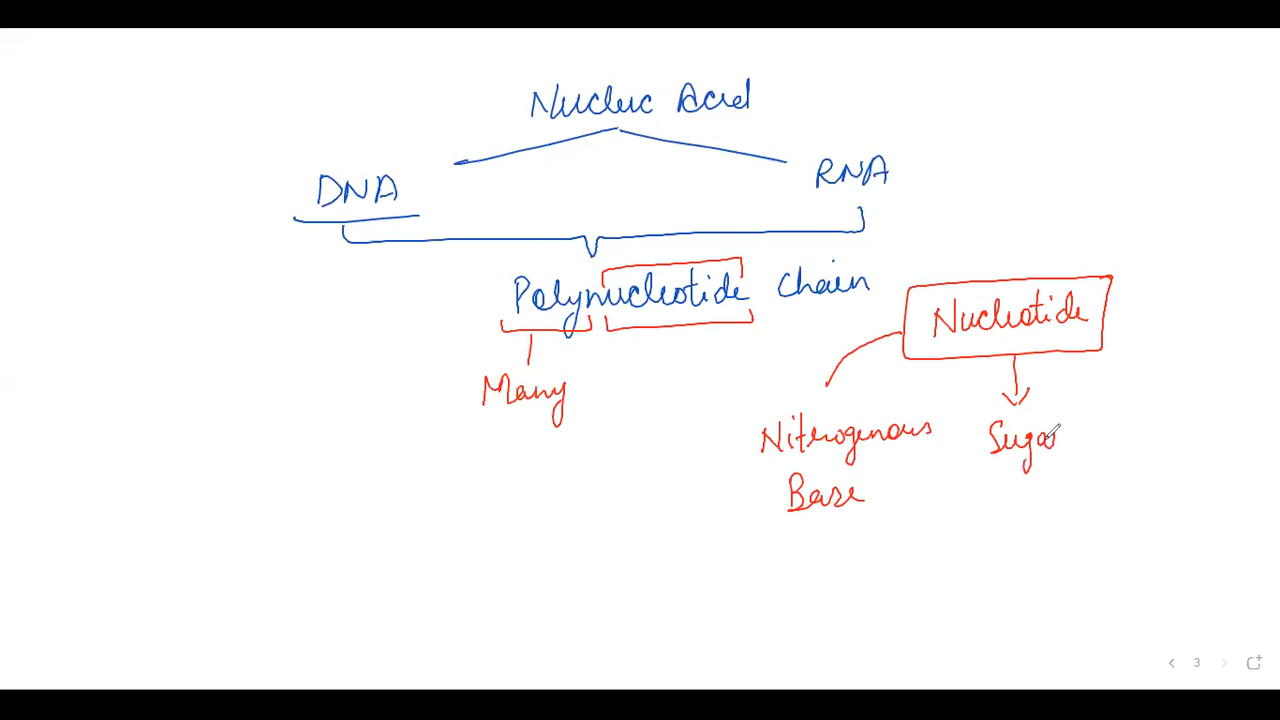 Nucleic Acid
DNA
RNA
Polynucleotide Chain
Nucleotide
Many
Nitrogenous
Base
Sugar
3